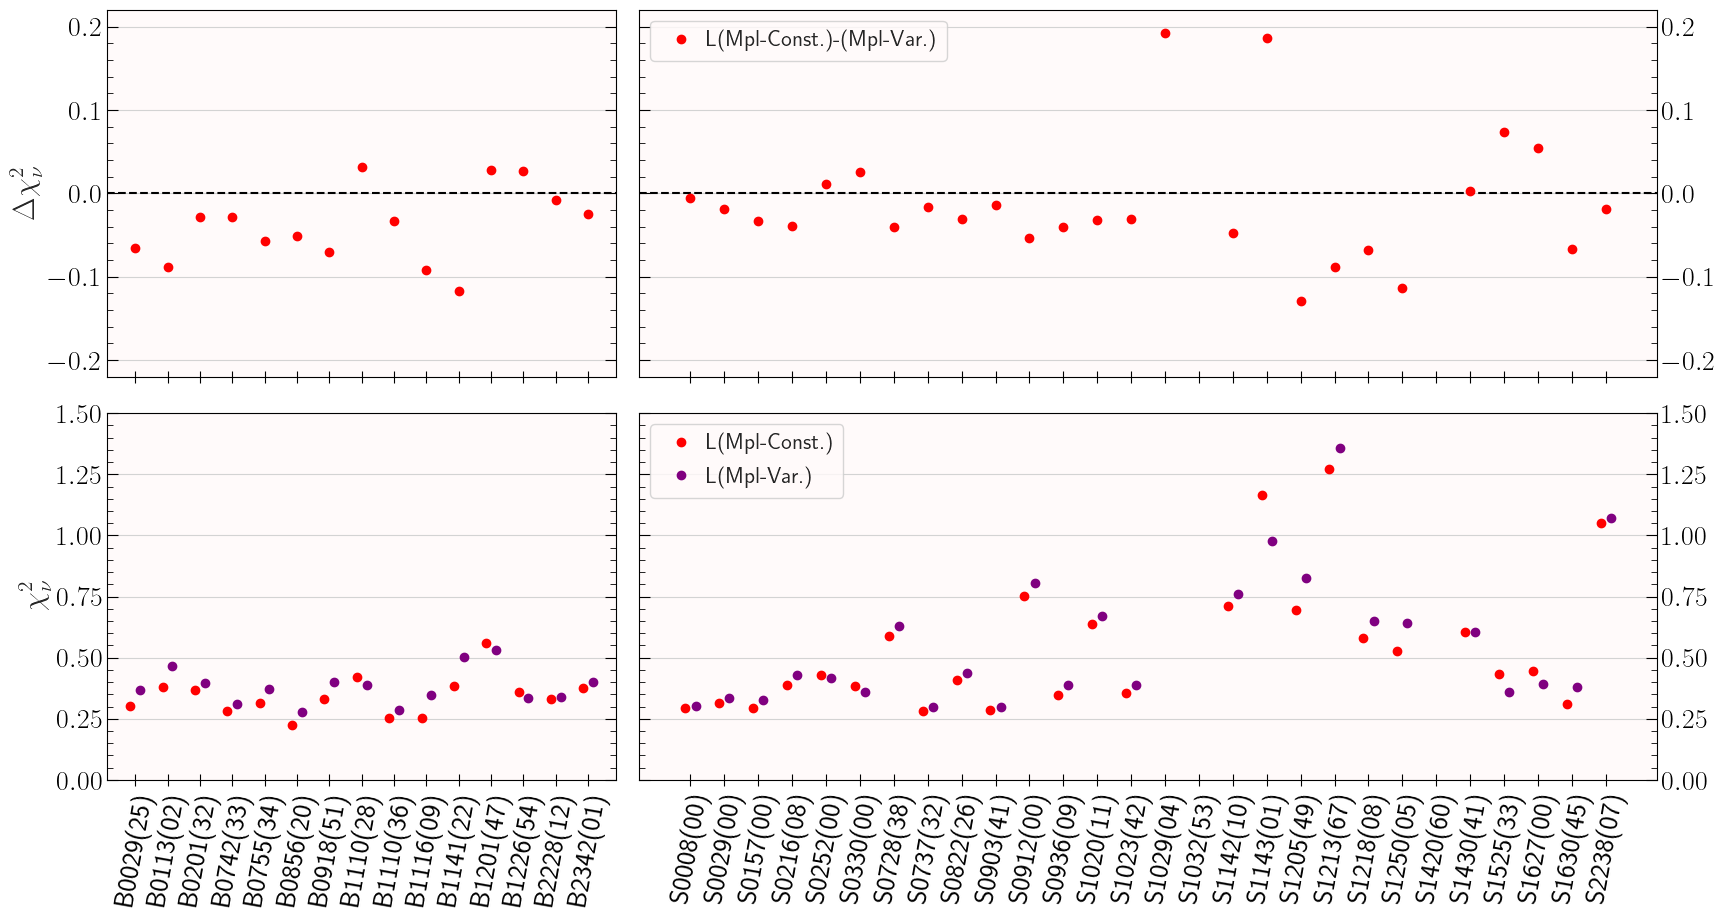 0.2
0.1
0.0
−0.1
−0.2
Δχ²ν
L(Mpl-Const.)-(Mpl-Var.)
0.2
0.1
0.0
−0.1
−0.2
1.50
1.25
1.00
0.75
0.50
0.25
0.00
χ²ν
L(Mpl-Const.)
L(Mpl-Var.)
1.50
1.25
1.00
0.75
0.50
0.25
0.00
B0029(25)
B0113(02)
B0201(32)
B0742(33)
B0755(34)
B0856(20)
B0918(51)
B1110(28)
B1110(36)
B1116(09)
B1141(22)
B1201(47)
B1226(54)
B2228(12)
B2342(01)
S0008(00)
S0029(00)
S0157(00)
S0216(08)
S0252(00)
S0330(00)
S0728(38)
S0737(32)
S0822(26)
S0903(41)
S0912(00)
S0936(09)
S1020(11)
S1023(42)
S1029(04)
S1032(53)
S1142(10)
S1143(01)
S1205(49)
S1213(67)
S1218(08)
S1250(05)
S1420(60)
S1430(41)
S1525(33)
S1627(00)
S1630(45)
S2238(07)